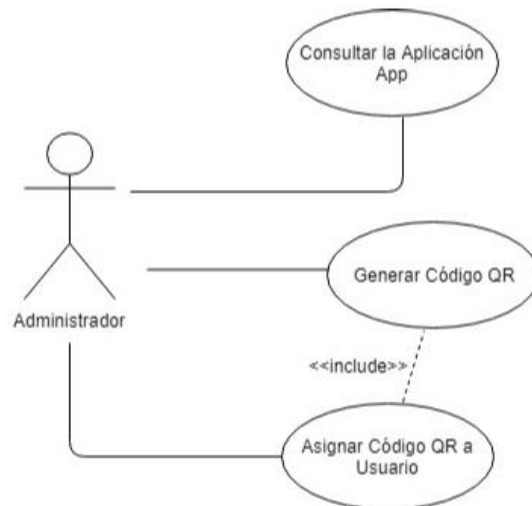 Consultar la Aplicación
App
Generar Código QR
Administrador
<<include>>
Asignar Código QR a
Usuario